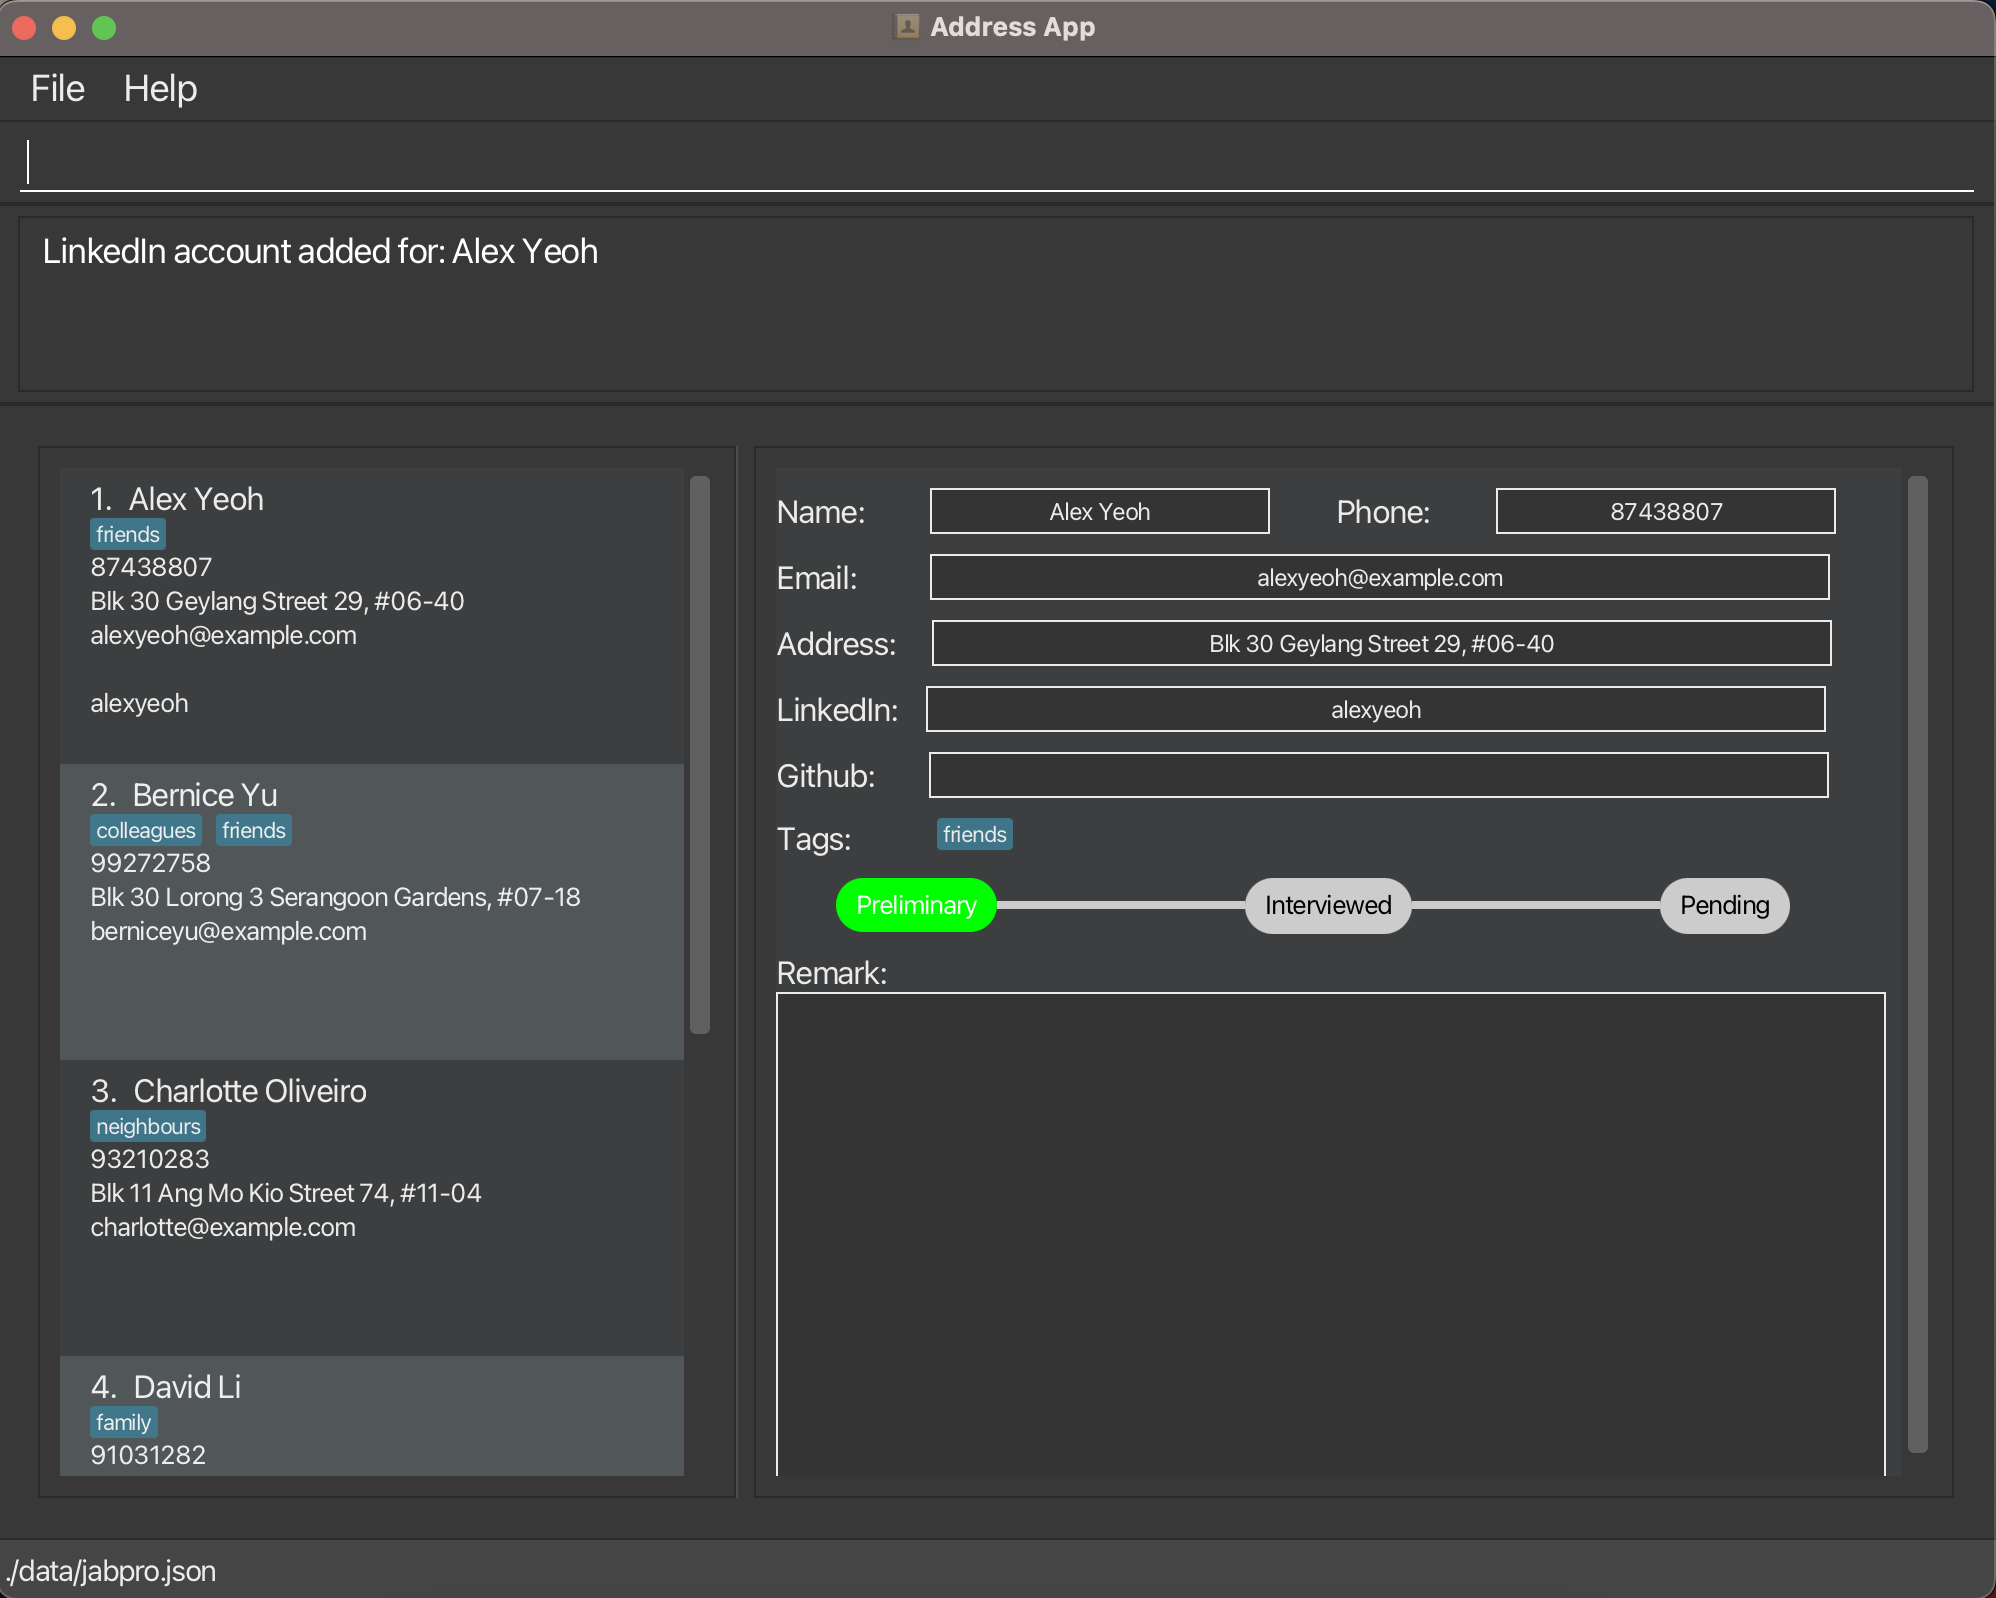 Address App
File Help
LinkedIn account added for: Alex Yeoh
1. Alex Yeoh
friends
87438807
Blk 30 Geylang Street 29, #06-40
alexyeoh@example.com
alexyeoh
2. Bernice Yu
colleagues friends
99272758
Blk 30 Lorong 3 Serangoon Gardens, #07-18
berniceyu@example.com
3. Charlotte Oliveiro
neighbours
93210283
Blk 11 Ang Mo Kio Street 74, #11-04
charlotte@example.com
4. David Li
family
91031282
Name: Alex Yeoh Phone: 87438807
Email: alexyeoh@example.com
Address: Blk 30 Geylang Street 29, #06-40
LinkedIn: alexyeoh
Github:
Tags: friends
Preliminary Interviewed Pending
Remark:
./data/jabpro.json